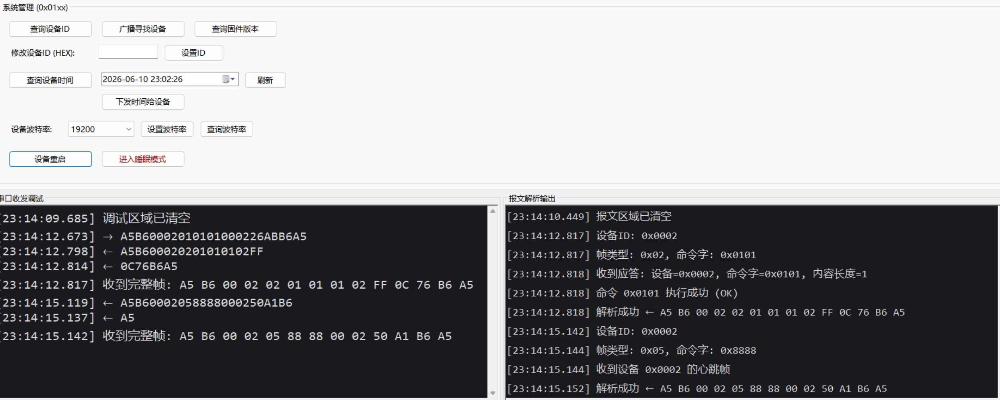 系统管理 (0x01xx)
查询设备ID 广播寻找设备 查询固件版本
修改设备ID (HEX): 设置ID
查询设备时间 2026-06-10 23:02:26 刷新
下发时间给设备
设备波特率: 19200 设置波特率 查询波特率
设备重启 进入睡眠模式
串口收发调试
[23:14:09.685] 调试区域已清空
[23:14:12.673] → A5B60002010101000226ABB6A5
[23:14:12.798] ← A5B600020201010102FF
[23:14:12.814] ← 0C76B6A5
[23:14:12.817] 收到完整帧: A5 B6 00 02 02 01 01 01 02 FF 0C 76 B6 A5
[23:14:15.119] ← A5B60002058888000250A1B6
[23:14:15.137] ← A5
[23:14:15.142] 收到完整帧: A5 B6 00 02 05 88 88 00 02 50 A1 B6 A5
报文解析输出
[23:14:10.449] 报文区域已清空
[23:14:12.817] 设备ID: 0x0002
[23:14:12.817] 帧类型: 0x02, 命令字: 0x0101
[23:14:12.818] 收到应答: 设备=0x0002, 命令字=0x0101, 内容长度=1
[23:14:12.818] 命令 0x0101 执行成功 (OK)
[23:14:12.818] 解析成功 ← A5 B6 00 02 02 01 01 01 02 FF 0C 76 B6 A5
[23:14:15.142] 设备ID: 0x0002
[23:14:15.144] 帧类型: 0x05, 命令字: 0x8888
[23:14:15.144] 收到设备 0x0002 的心跳帧
[23:14:15.152] 解析成功 ← A5 B6 00 02 05 88 88 00 02 50 A1 B6 A5